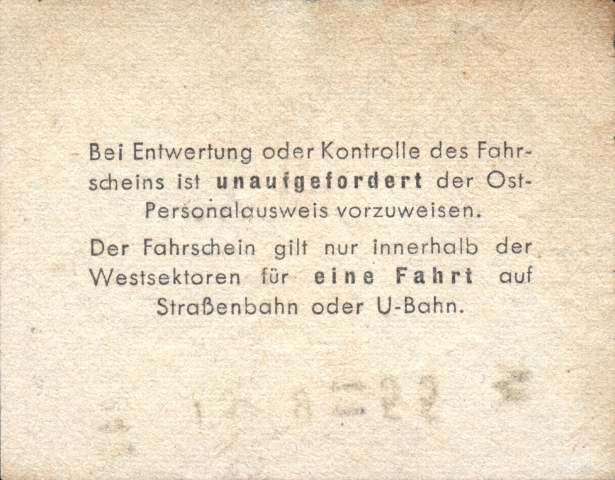 Bei Entwertung oder Kontrolle des Fahr-
scheins ist unaufgefordert der Ost-
Personalausweis vorzuweisen.
Der Fahrschein gilt nur innerhalb der
Westsektoren für eine Fahrt auf
Straßenbahn oder U-Bahn.